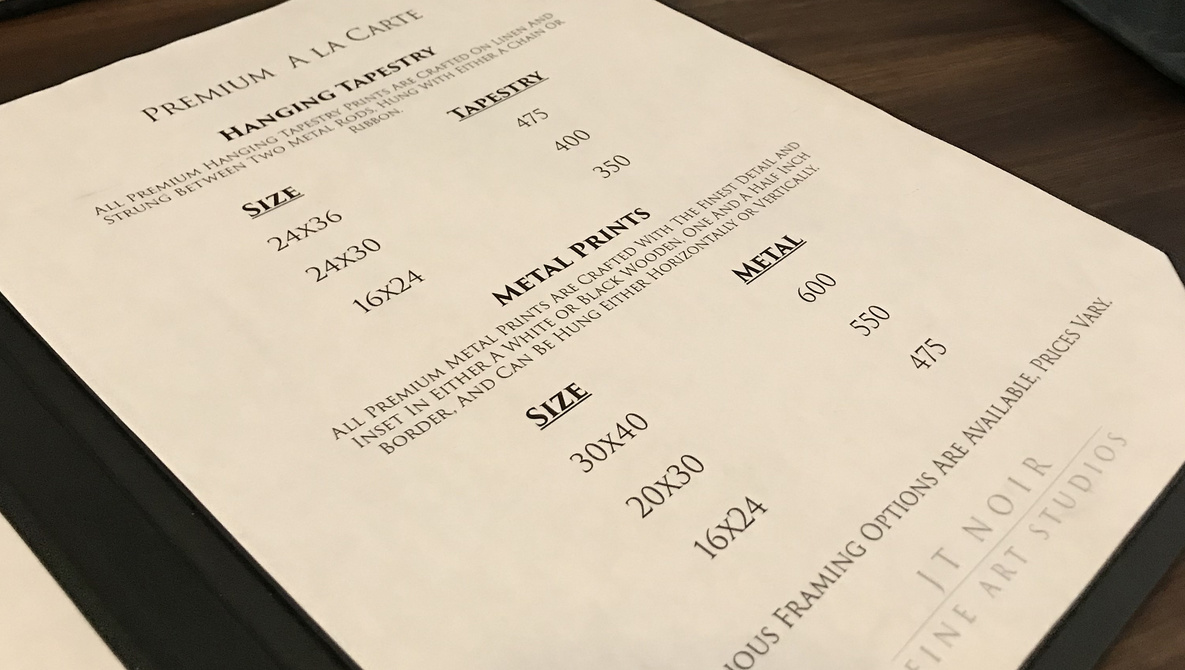 PREMIUM A LA CARTE
HANGING TAPESTRY
ALL PREMIUM HANGING TAPESTRY PRINTS ARE CRAFTED ON LINEN AND
STRUNG BETWEEN TWO METAL RODS, HUNG WITH EITHER A CHAIN OR
RIBBON.
SIZE TAPESTRY
24X36 475
24X30 400
16X24 350
METAL PRINTS
ALL PREMIUM METAL PRINTS ARE CRAFTED WITH THE FINEST DETAIL AND
INSET IN EITHER A WHITE OR BLACK WOODEN, ONE AND A HALF INCH
BORDER, AND CAN BE HUNG EITHER HORIZONTALLY OR VERTICALLY.
SIZE METAL
30X40 600
20X30 550
16X24 475
FRAMING OPTIONS ARE AVAILABLE, PRICES VARY.
JT NOIR
FINE ART STUDIOS